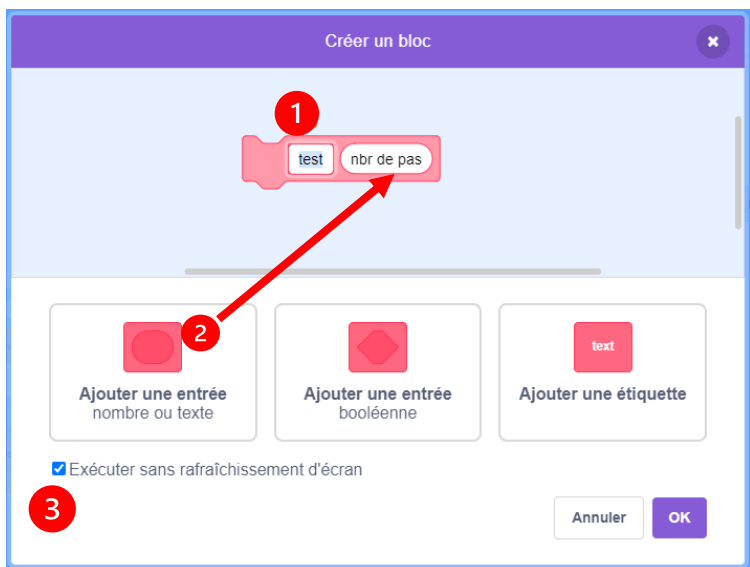 Créer un bloc
1
test nbr de pas
2
text
Ajouter une entrée
nombre ou texte
Ajouter une entrée
booléenne
Ajouter une étiquette
Exécuter sans rafraîchissement d'écran
3
Annuler
OK